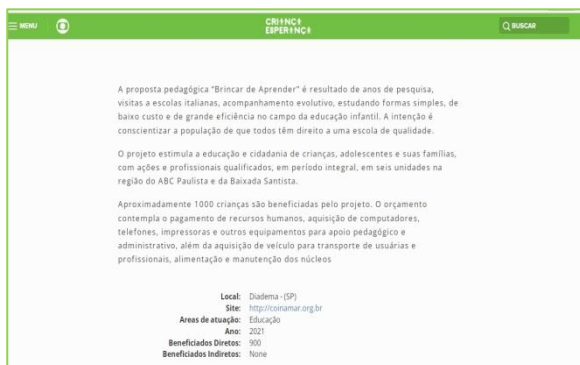 MENU
CRIANÇA
ESPERANÇA
BUSCAR
A proposta pedagógica "Brincar de Aprender" é resultado de anos de pesquisa,
visitas a escolas italianas, acompanhamento evolutivo, estudando formas simples, de
baixo custo e de grande eficiência no campo da educação infantil. A intenção é
conscientizar a população de que todos têm direito a uma escola de qualidade.
O projeto estimula a educação e cidadania de crianças, adolescentes e suas famílias,
com ações e profissionais qualificados, em período integral, em seis unidades na
região do ABC Paulista e da Baixada Santista.
Aproximadamente 1000 crianças são beneficiadas pelo projeto. O orçamento
contempla o pagamento de recursos humanos, aquisição de computadores,
telefones, impressoras e outros equipamentos para apoio pedagógico e
administrativo, além da aquisição de veículo para transporte de usuárias e
profissionais, alimentação e manutenção dos núcleos
Local: Diadema - (SP)
Site: http://coinamar.org.br
Areas de atuação: Educação
Ano: 2021
Beneficiados Diretos: 900
Beneficiados Indiretos: None